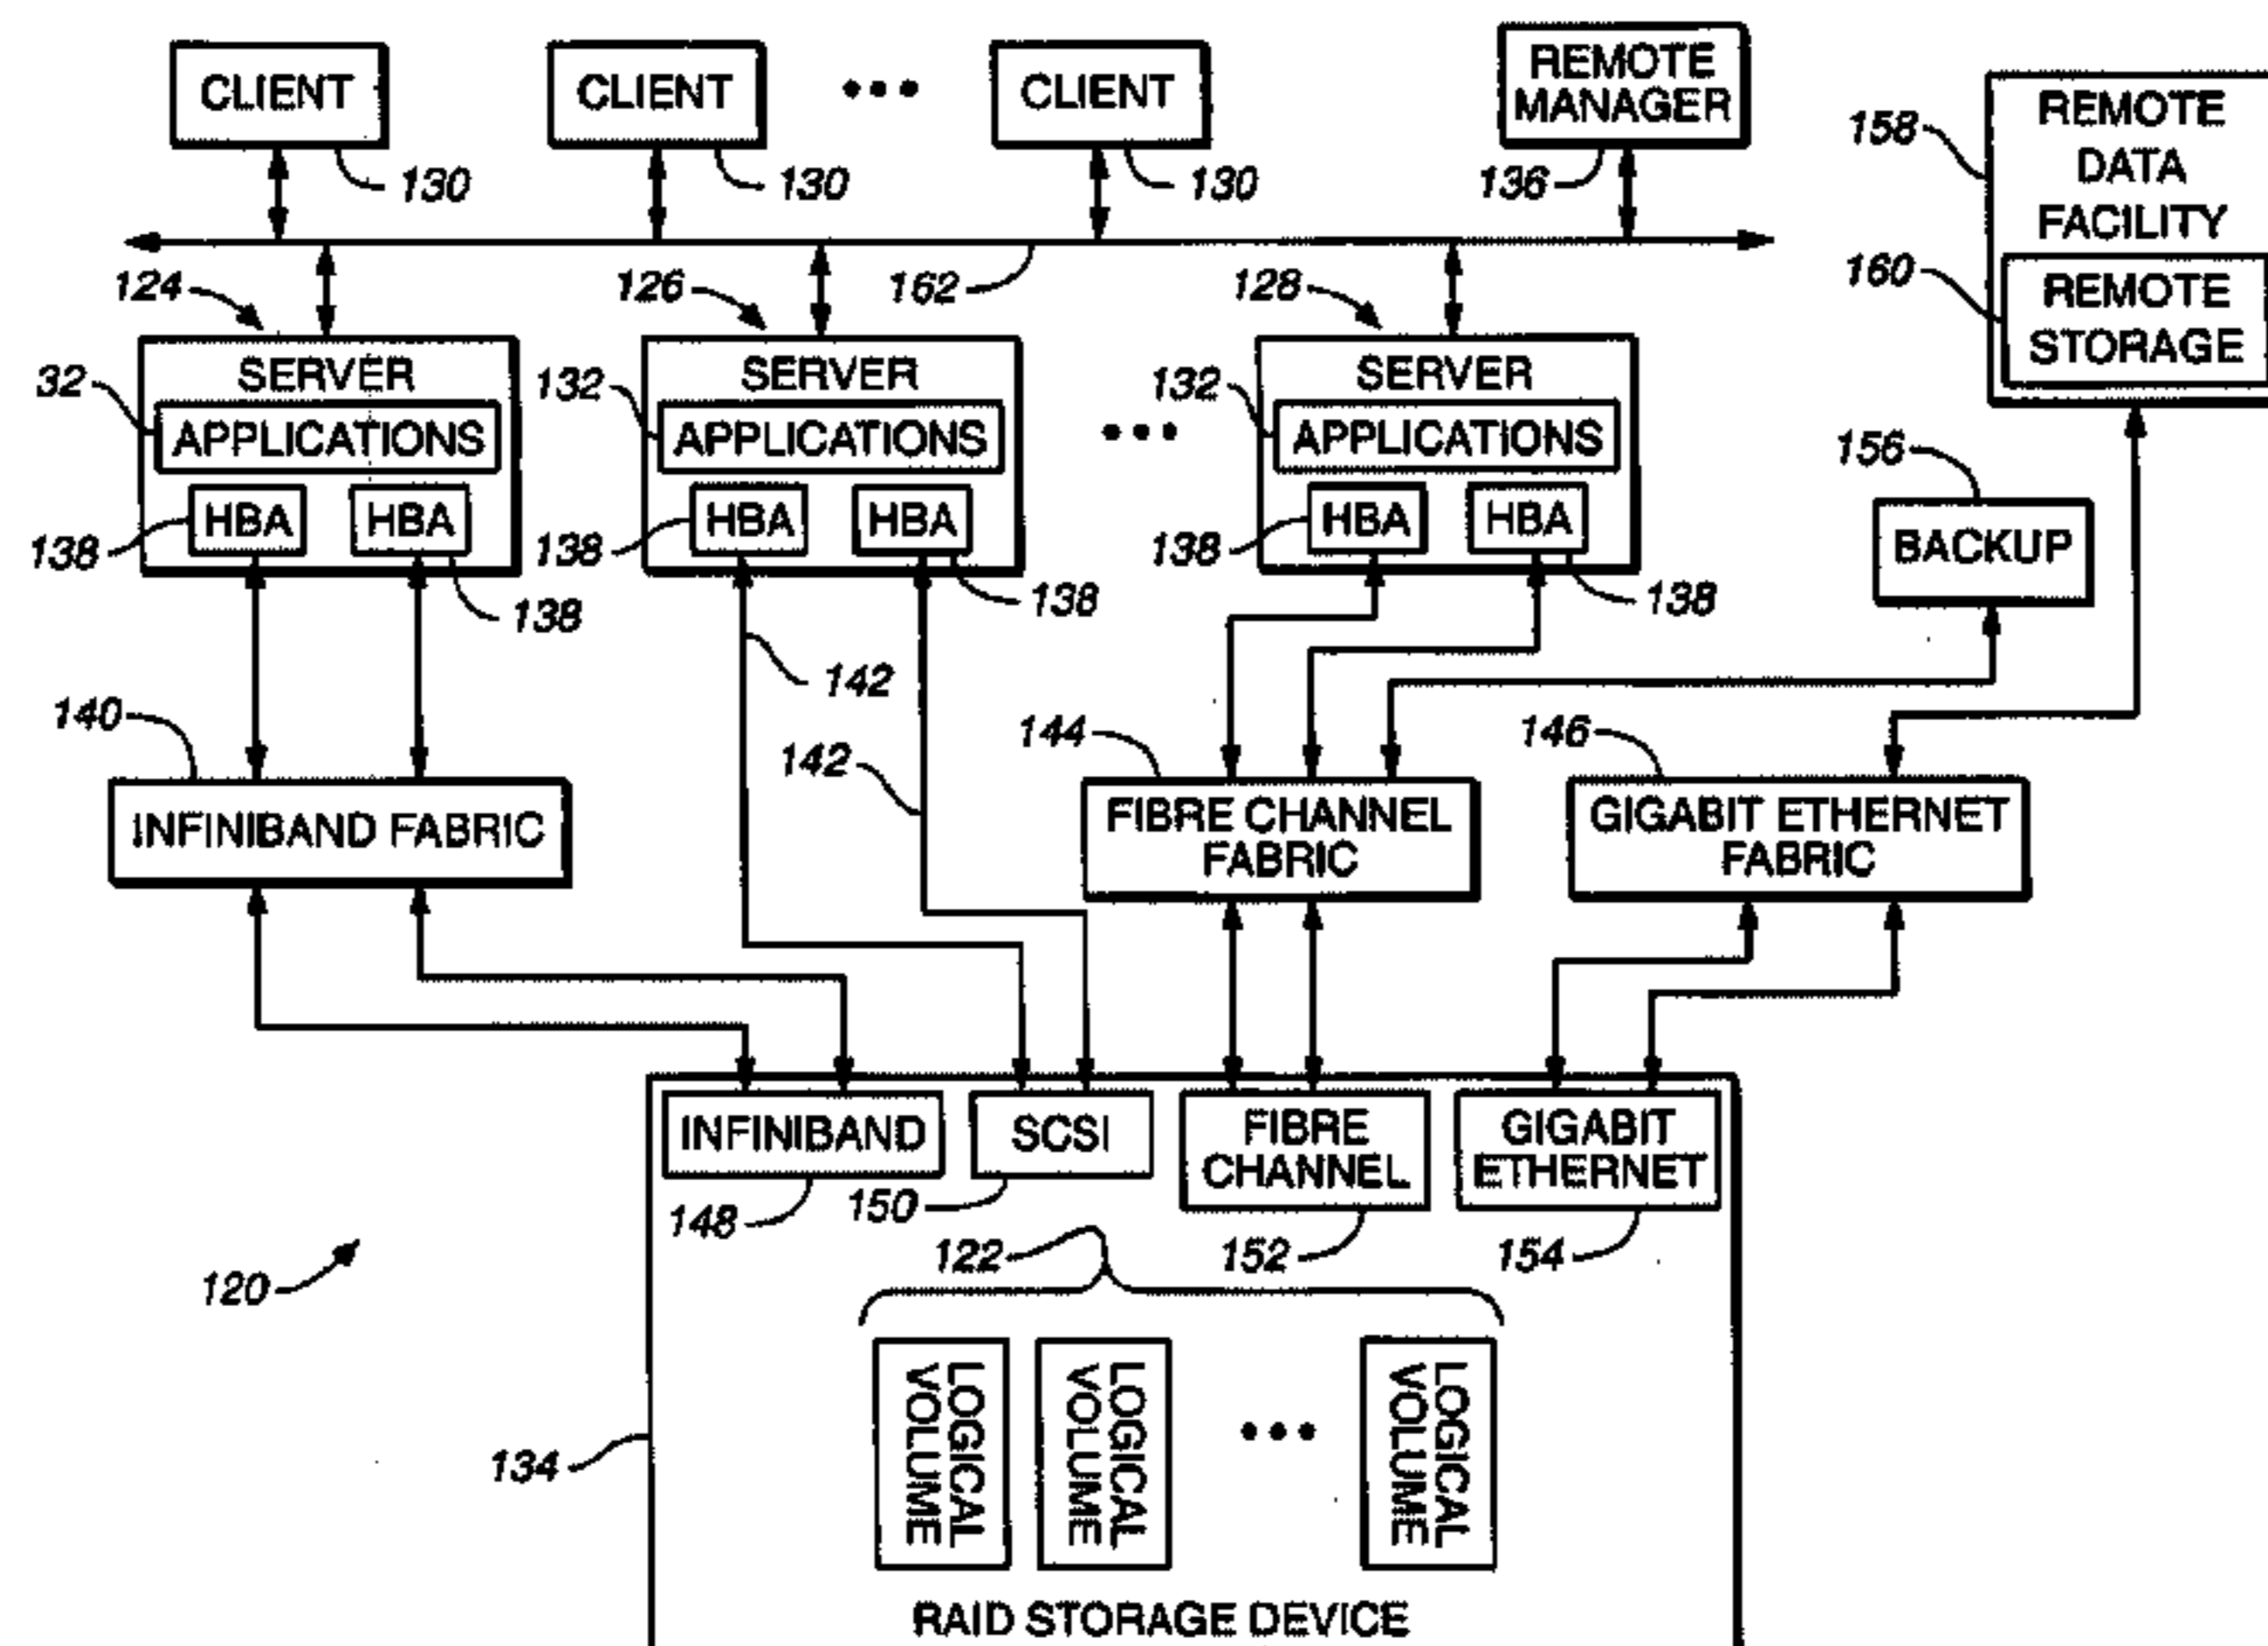 CLIENT
CLIENT
CLIENT
REMOTE
MANAGER
REMOTE
DATA
FACILITY
REMOTE
STORAGE
130
130
130
136
158
160
124
126
162
128
SERVER
SERVER
SERVER
32
132
132
APPLICATIONS
APPLICATIONS
APPLICATIONS
156
BACKUP
HBA
HBA
HBA
HBA
HBA
HBA
138
138
138
138
138
138
142
142
140
144
146
INFINIBAND FABRIC
FIBRE CHANNEL
FABRIC
GIGABIT ETHERNET
FABRIC
INFINIBAND
SCSI
FIBRE
CHANNEL
GIGABIT
ETHERNET
148
150
122
152
154
120
134
LOGICAL
VOLUME
LOGICAL
VOLUME
LOGICAL
VOLUME
RAID STORAGE DEVICE